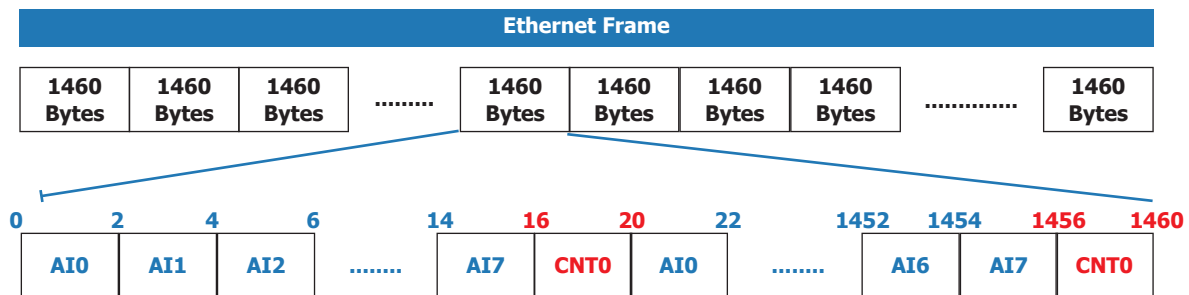 Ethernet Frame
1460 1460 1460 1460 1460 1460 1460 1460
Bytes Bytes Bytes ......... Bytes Bytes Bytes Bytes .............. Bytes
0 2 4 6 14 16 20 22 1452 1454 1456 1460
AI0 AI1 AI2 ........ AI7 CNT0 AI0 ........ AI6 AI7 CNT0